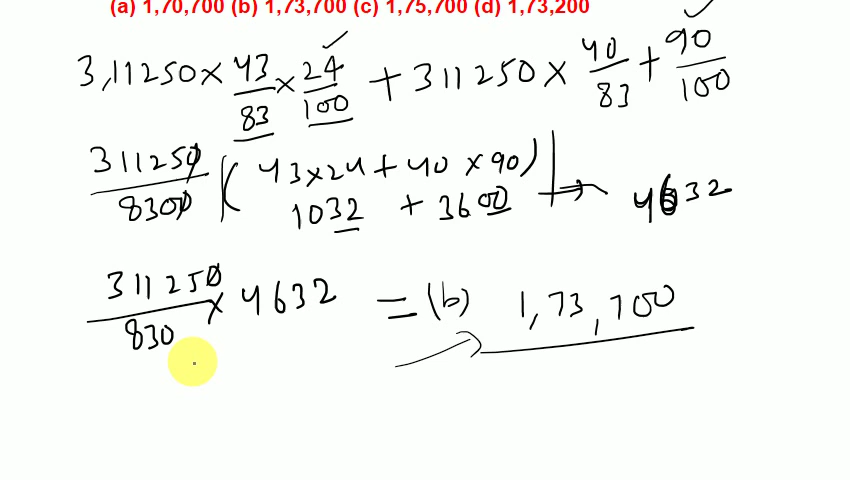 (a) 1,70,700 (b) 1,73,700 (c) 1,75,700 (d) 1,73,200
3,11250 × 43/83 × 24/100 + 311250 × 40/83 + 90/100
311250/8300 (43×24 + 40 × 90)
1032 + 3600 → 4632
311250/830 × 4632 = (b) 1,73,700